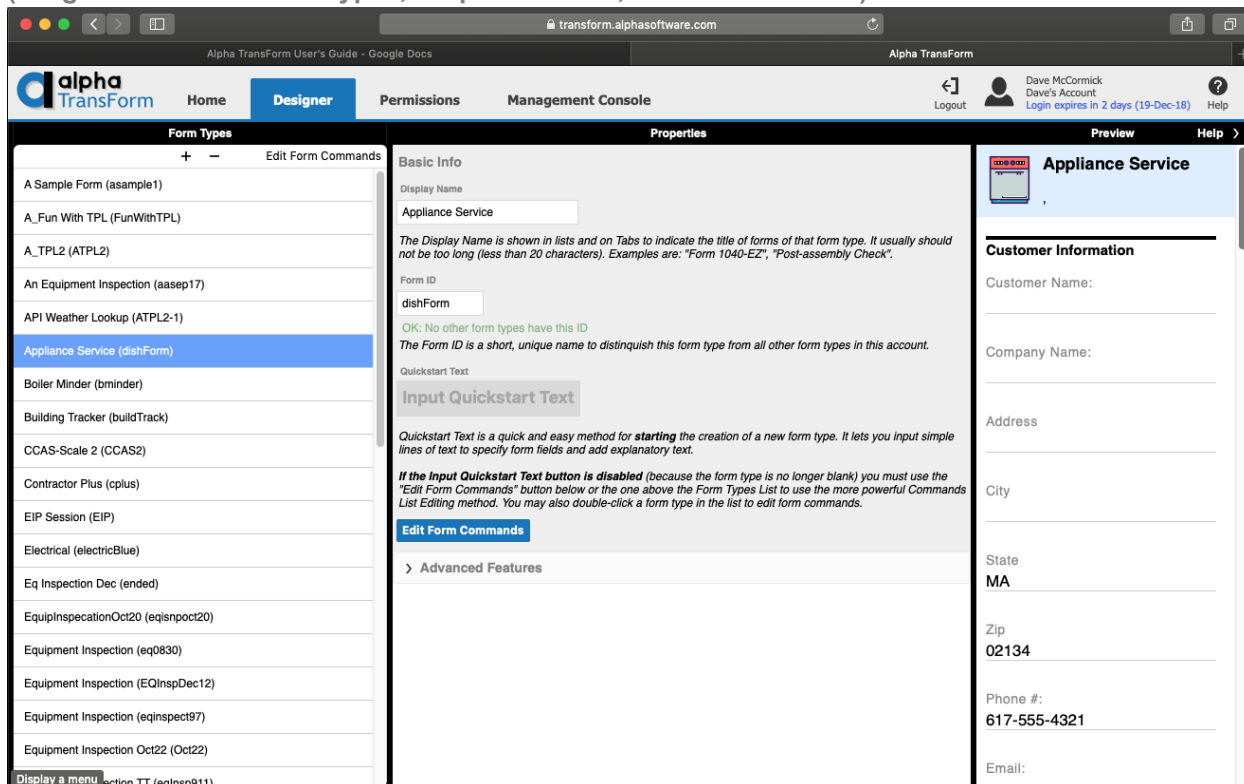 transform.alphasoftware.com
Alpha TransForm User's Guide - Google Docs
Alpha TransForm
alpha
TransForm
Home
Designer
Permissions
Management Console
Logout
Dave McCormick
Dave's Account
Login expires in 2 days (19-Dec-18)
Help
Form Types
Properties
Preview
Help >
+ − Edit Form Commands
A Sample Form (asample1)
A_Fun With TPL (FunWithTPL)
A_TPL2 (ATPL2)
An Equipment Inspection (aasep17)
API Weather Lookup (ATPL2-1)
Appliance Service (dishForm)
Boiler Minder (bminder)
Building Tracker (buildTrack)
CCAS-Scale 2 (CCAS2)
Contractor Plus (cplus)
EIP Session (EIP)
Electrical (electricBlue)
Eq Inspection Dec (ended)
EquipInspecationOct20 (eqisnpoct20)
Equipment Inspection (eq0830)
Equipment Inspection (EQInspDec12)
Equipment Inspection (eqinspect97)
Equipment Inspection Oct22 (Oct22)
Display a menu
TT (eqInsp911)
Basic Info
Display Name
Appliance Service
The Display Name is shown in lists and on Tabs to indicate the title of forms of that form type. It usually should
not be too long (less than 20 characters). Examples are: "Form 1040-EZ", "Post-assembly Check".
Form ID
dishForm
OK: No other form types have this ID
The Form ID is a short, unique name to distinquish this form type from all other form types in this account.
Quickstart Text
Input Quickstart Text
Quickstart Text is a quick and easy method for starting the creation of a new form type. It lets you input simple
lines of text to specify form fields and add explanatory text.
If the Input Quickstart Text button is disabled (because the form type is no longer blank) you must use the
"Edit Form Commands" button below or the one above the Form Types List to use the more powerful Commands
List Editing method. You may also double-click a form type in the list to edit form commands.
Edit Form Commands
> Advanced Features
Appliance Service
,
Customer Information
Customer Name:
Company Name:
Address
City
State
MA
Zip
02134
Phone #:
617-555-4321
Email: